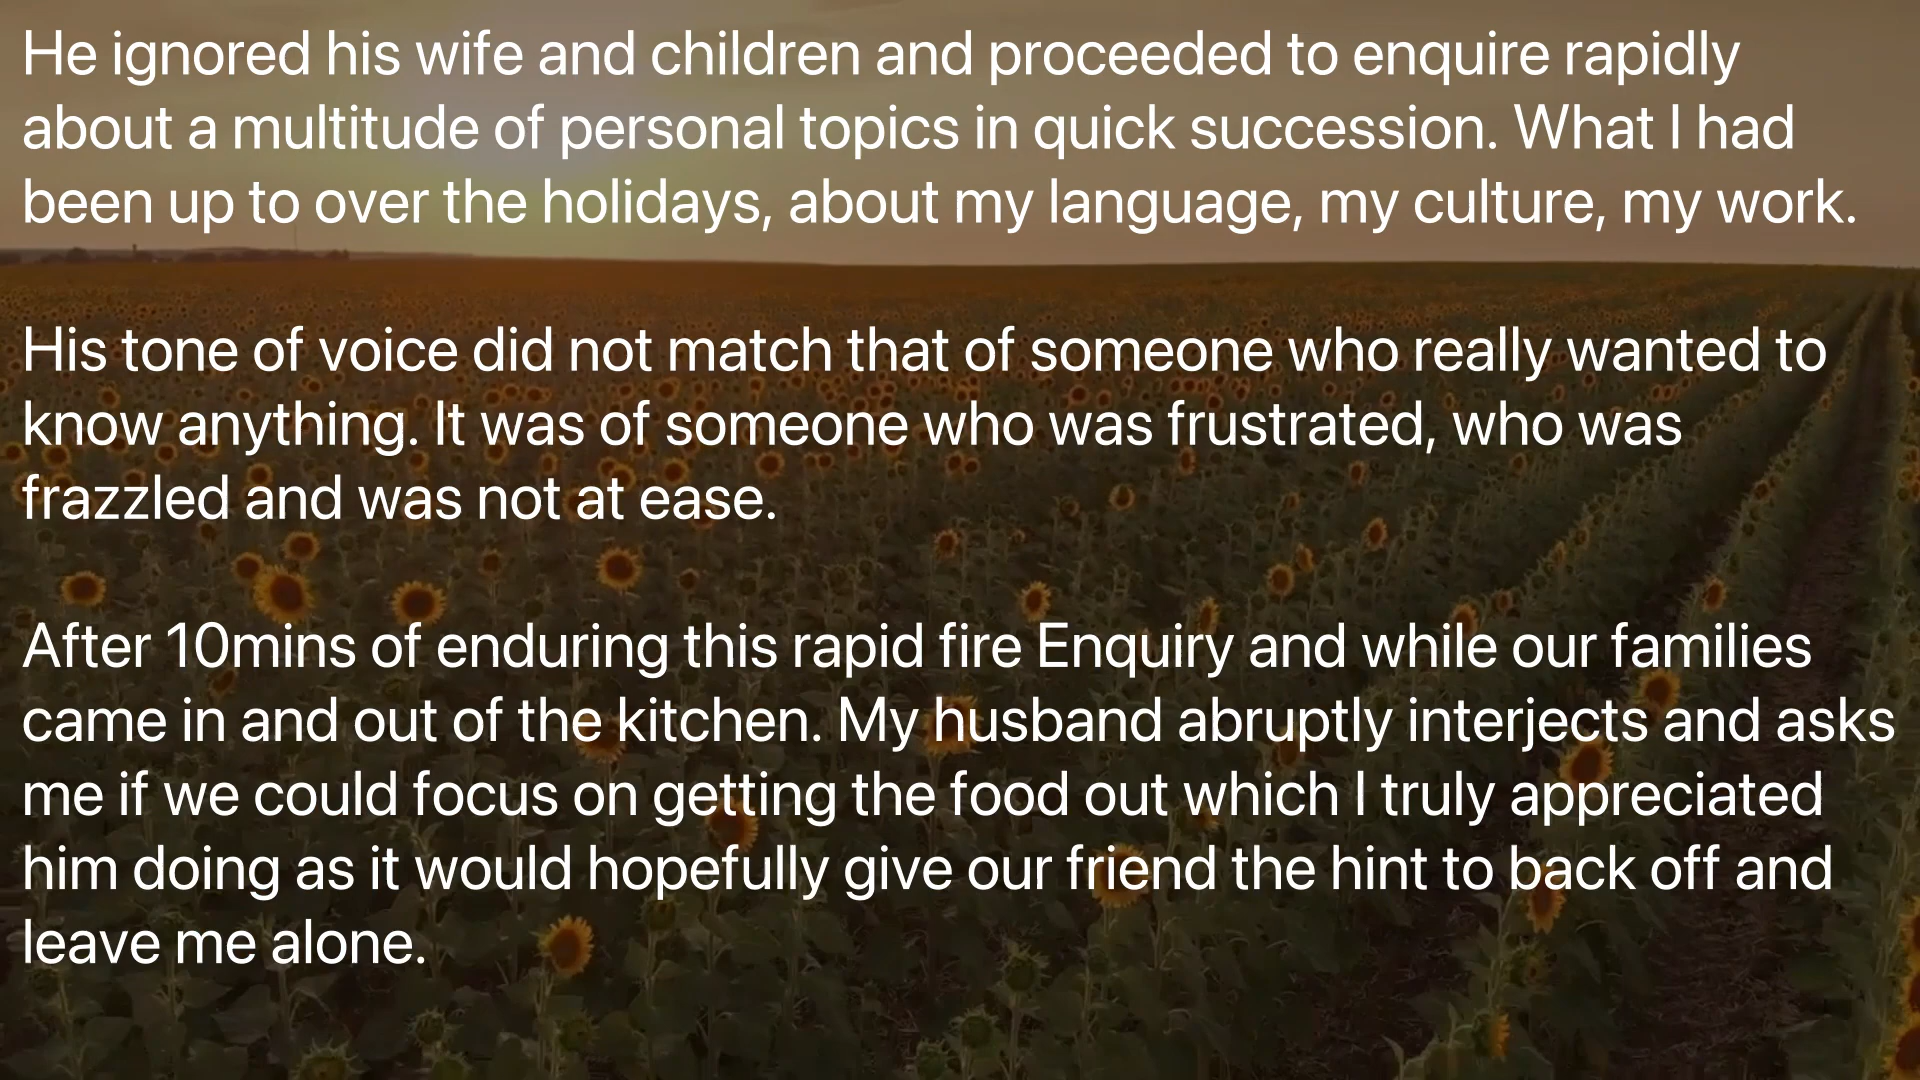 He ignored his wife and children and proceeded to enquire rapidly
about a multitude of personal topics in quick succession. What I had
been up to over the holidays, about my language, my culture, my work.
His tone of voice did not match that of someone who really wanted to
know anything. It was of someone who was frustrated, who was
frazzled and was not at ease.
After 10mins of enduring this rapid fire Enquiry and while our families
came in and out of the kitchen. My husband abruptly interjects and asks
me if we could focus on getting the food out which I truly appreciated
him doing as it would hopefully give our friend the hint to back off and
leave me alone.